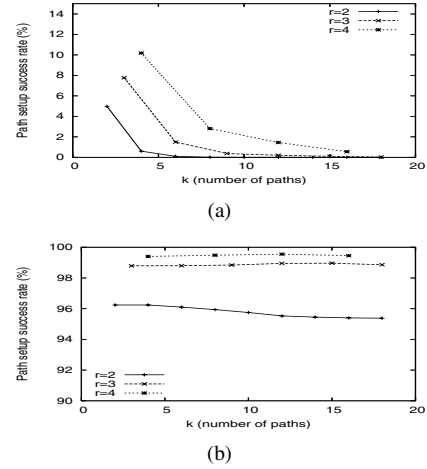 14
12
10
8
6
4
2
0
Path setup success rate (%)
r=2
r=3
r=4
0 5 10 15 20
k (number of paths)
(a)
100
98
96
94
92
90
Path setup success rate (%)
r=2
r=3
r=4
0 5 10 15 20
k (number of paths)
(b)